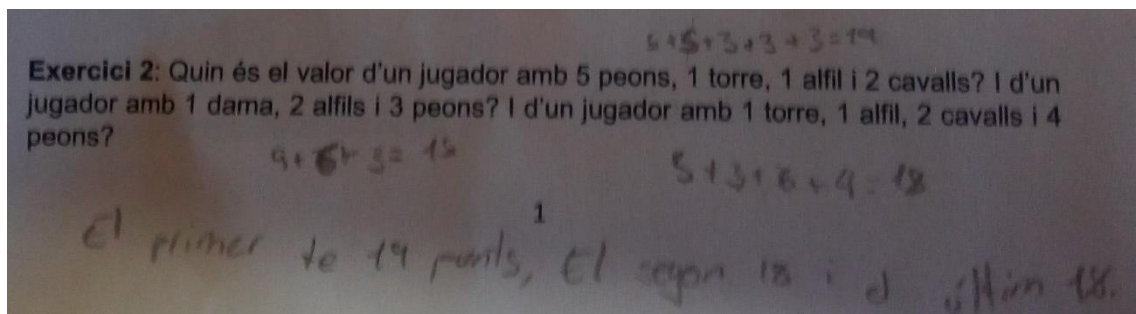 5+5+3+3+3=19
Exercici 2: Quin és el valor d'un jugador amb 5 peons, 1 torre, 1 alfil i 2 cavalls? I d'un
jugador amb 1 dama, 2 alfils i 3 peons? I d'un jugador amb 1 torre, 1 alfil, 2 cavalls i 4
peons?
9+6+3= 18
5+3+6+4=18
1
El primer te 19 punts, El segon 18 i el últim 18.